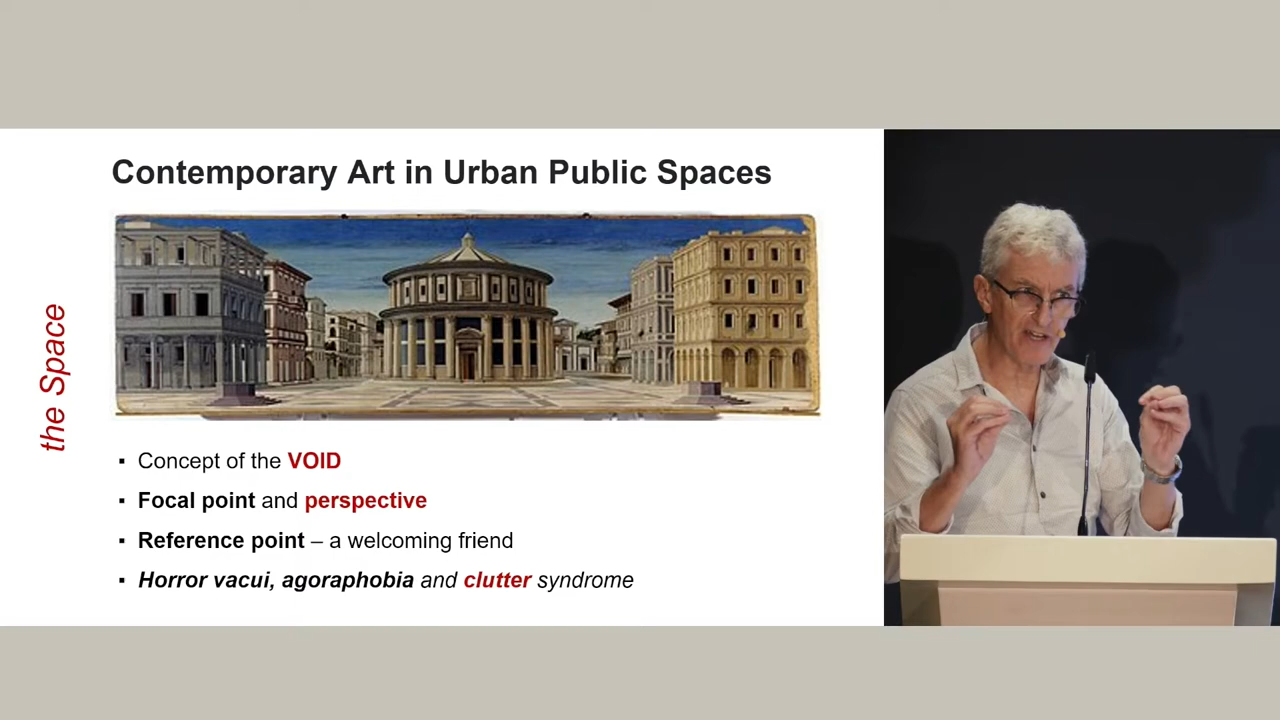 Contemporary Art in Urban Public Spaces
the Space
▪ Concept of the VOID
▪ Focal point and perspective
▪ Reference point – a welcoming friend
▪ Horror vacui, agoraphobia and clutter syndrome